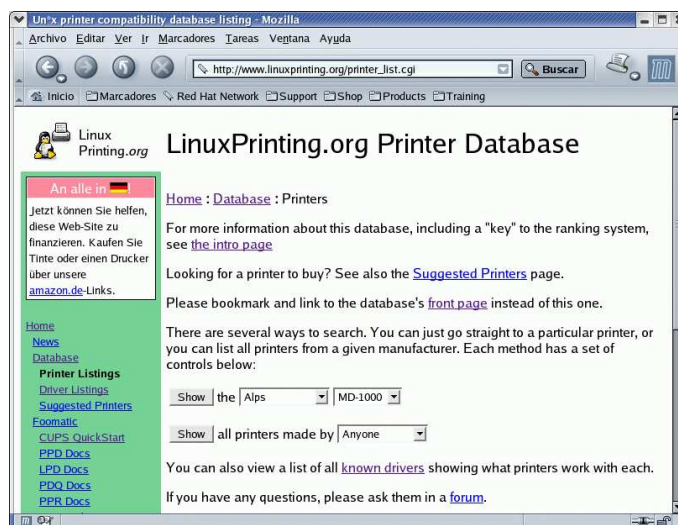 Un*x printer compatibility database listing - Mozilla
Archivo Editar Ver Ir Marcadores Tareas Ventana Ayuda
http://www.linuxprinting.org/printer_list.cgi
Buscar
Inicio Marcadores Red Hat Network Support Shop Products Training
Linux
Printing.org
LinuxPrinting.org Printer Database
An alle in !
Jetzt können Sie helfen,
diese Web-Site zu
finanzieren. Kaufen Sie
Tinte oder einen Drucker
über unsere
amazon.de-Links.
Home
News
Database
Printer Listings
Driver Listings
Suggested Printers
Foomatic
CUPS QuickStart
PPD Docs
LPD Docs
PDQ Docs
PPR Docs
Home : Database : Printers
For more information about this database, including a "key" to the ranking system,
see the intro page
Looking for a printer to buy? See also the Suggested Printers page.
Please bookmark and link to the database's front page instead of this one.
There are several ways to search. You can just go straight to a particular printer, or
you can list all printers from a given manufacturer. Each method has a set of
controls below:
Show the Alps MD-1000
Show all printers made by Anyone
You can also view a list of all known drivers showing what printers work with each.
If you have any questions, please ask them in a forum.